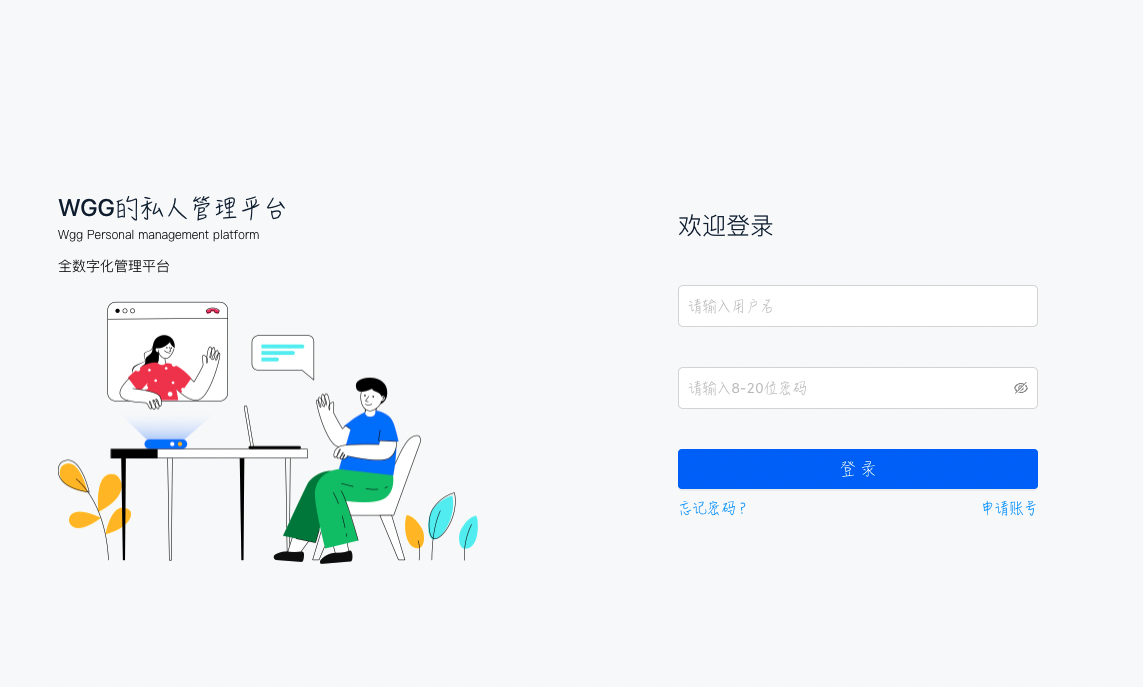 WGG的私人管理平台
Wgg Personal management platform
全数字化管理平台
欢迎登录
请输入用户名
请输入8-20位密码
登录
忘记密码？
申请账号